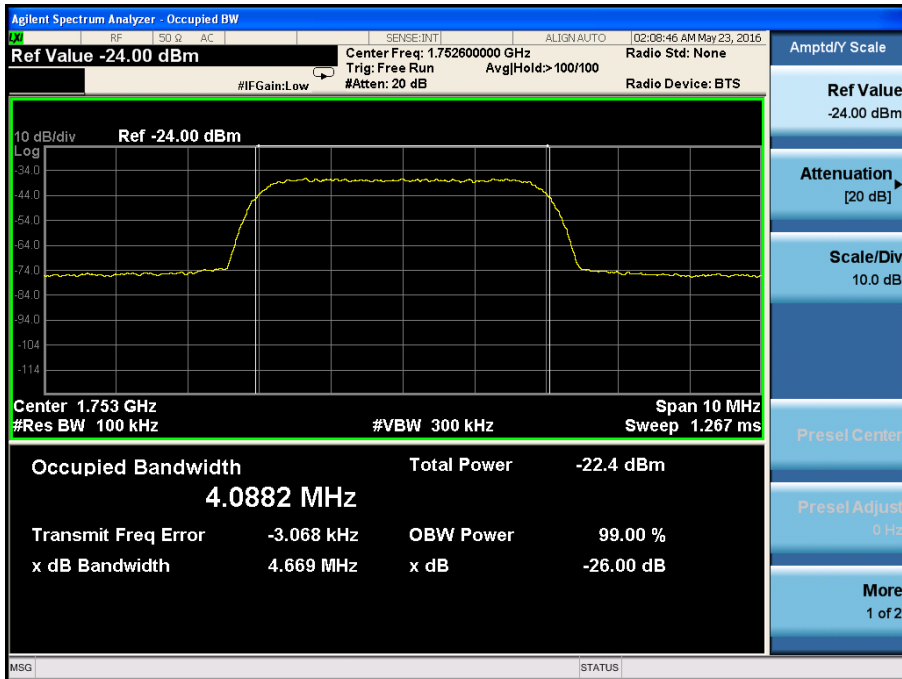 Agilent Spectrum Analyzer - Occupied BW
LXI RF 50 Ω AC SENSE:INT ALIGN AUTO 02:08:46 AM May 23, 2016
Ref Value -24.00 dBm
Center Freq: 1.752600000 GHz Radio Std: None
Trig: Free Run Avg|Hold:>100/100
#IFGain:Low #Atten: 20 dB Radio Device: BTS
10 dB/div Ref -24.00 dBm
Log
-34.0
-44.0
-54.0
-64.0
-74.0
-84.0
-94.0
-104
-114
Center 1.753 GHz Span 10 MHz
#Res BW 100 kHz #VBW 300 kHz Sweep 1.267 ms
Occupied Bandwidth Total Power -22.4 dBm
4.0882 MHz
Transmit Freq Error -3.068 kHz OBW Power 99.00 %
x dB Bandwidth 4.669 MHz x dB -26.00 dB
MSG STATUS
Amptd/Y Scale
Ref Value
-24.00 dBm
Attenuation
[20 dB]
Scale/Div
10.0 dB
Presel Center
Presel Adjust
0 Hz
More
1 of 2